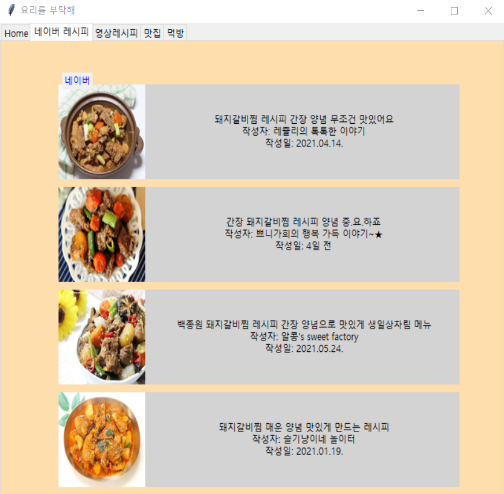 요리를 부탁해
Home 네이버 레시피 영상레시피 맛집 먹방
네이버
돼지갈비찜 레시피 간장 양념 무조건 맛있어요
작성자: 레쁠리의 톡톡한 이야기
작성일: 2021.04.14.
간장 돼지갈비찜 레시피 양념 중.요.하죠
작성자: 쁘니가희의 행복 가득 이야기~★
작성일: 4일 전
백종원 돼지갈비찜 레시피 간장 양념으로 맛있게 생일상차림 메뉴
작성자: 알콩's sweet factory
작성일: 2021.05.24.
돼지갈비찜 매운 양념 맛있게 만드는 레시피
작성자: 슬기냥이네 놀이터
작성일: 2021.01.19.